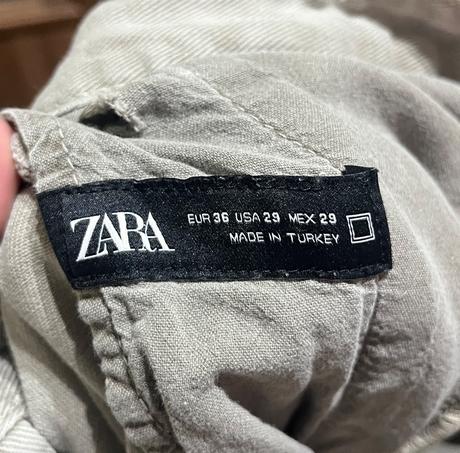 ZARA
EUR 36 USA 29 MEX 29
MADE IN TURKEY